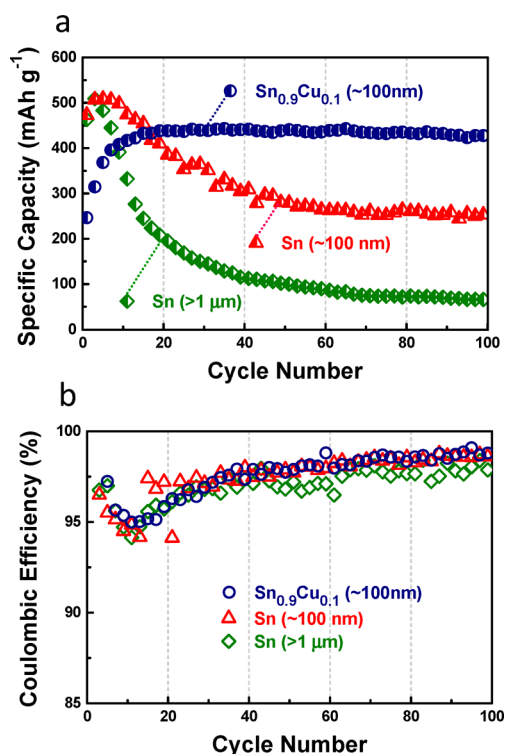 a
600
500
400
300
200
100
0
Specific Capacity (mAh g⁻¹)
Sn₀.₉Cu₀.₁ (~100nm)
Sn (~100 nm)
Sn (>1 μm)
0 20 40 60 80 100
Cycle Number
b
100
95
90
85
Coulombic Efficiency (%)
Sn₀.₉Cu₀.₁ (~100nm)
Sn (~100 nm)
Sn (>1 μm)
0 20 40 60 80 100
Cycle Number